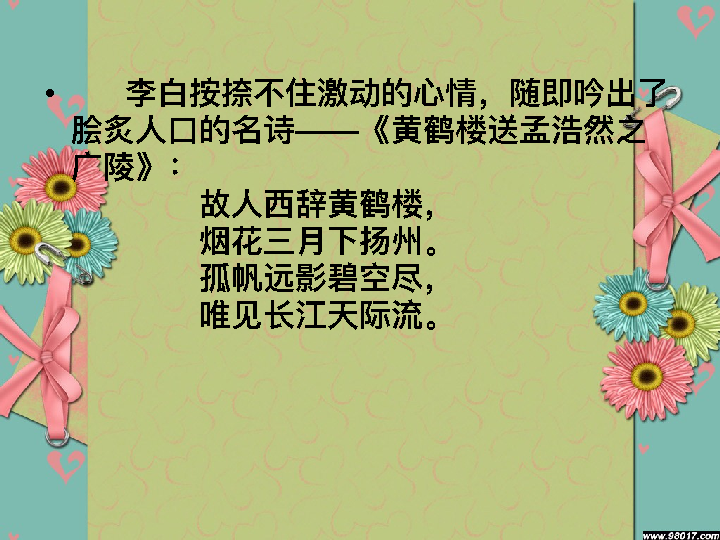 • 李白按捺不住激动的心情，随即吟出了
脍炙人口的名诗——《黄鹤楼送孟浩然之
广陵》：
故人西辞黄鹤楼，
烟花三月下扬州。
孤帆远影碧空尽，
唯见长江天际流。
www.98017.com